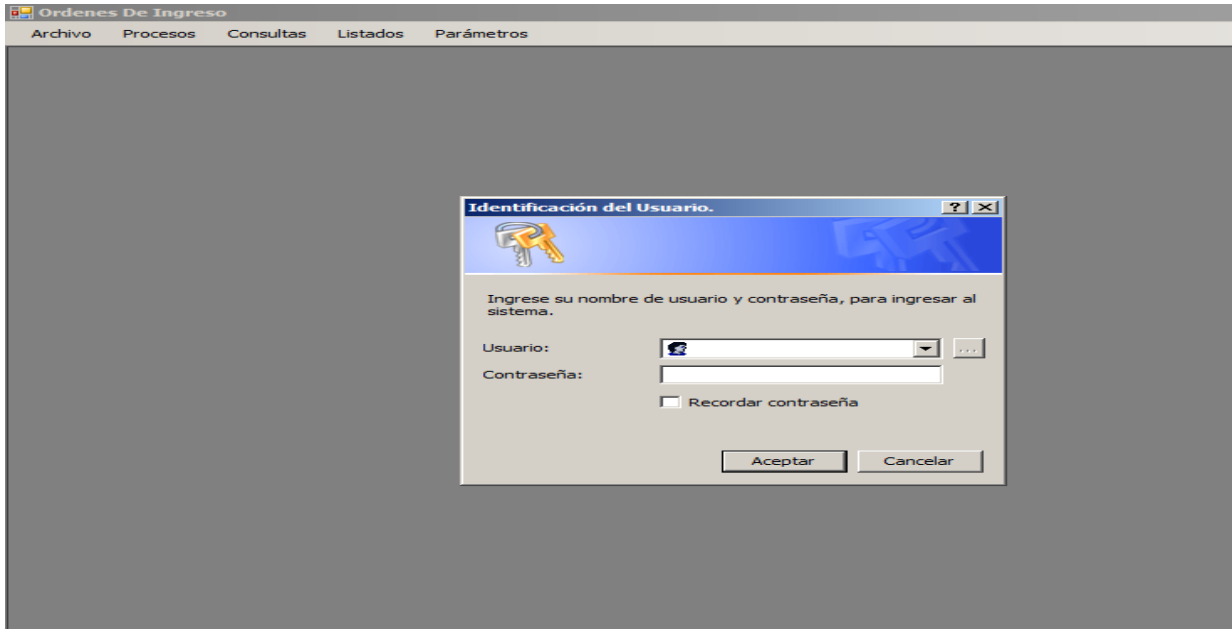 Ordenes De Ingreso
Archivo Procesos Consultas Listados Parámetros
Identificación del Usuario.
Ingrese su nombre de usuario y contraseña, para ingresar al
sistema.
Usuario:
...
Contraseña:
Recordar contraseña
Aceptar Cancelar